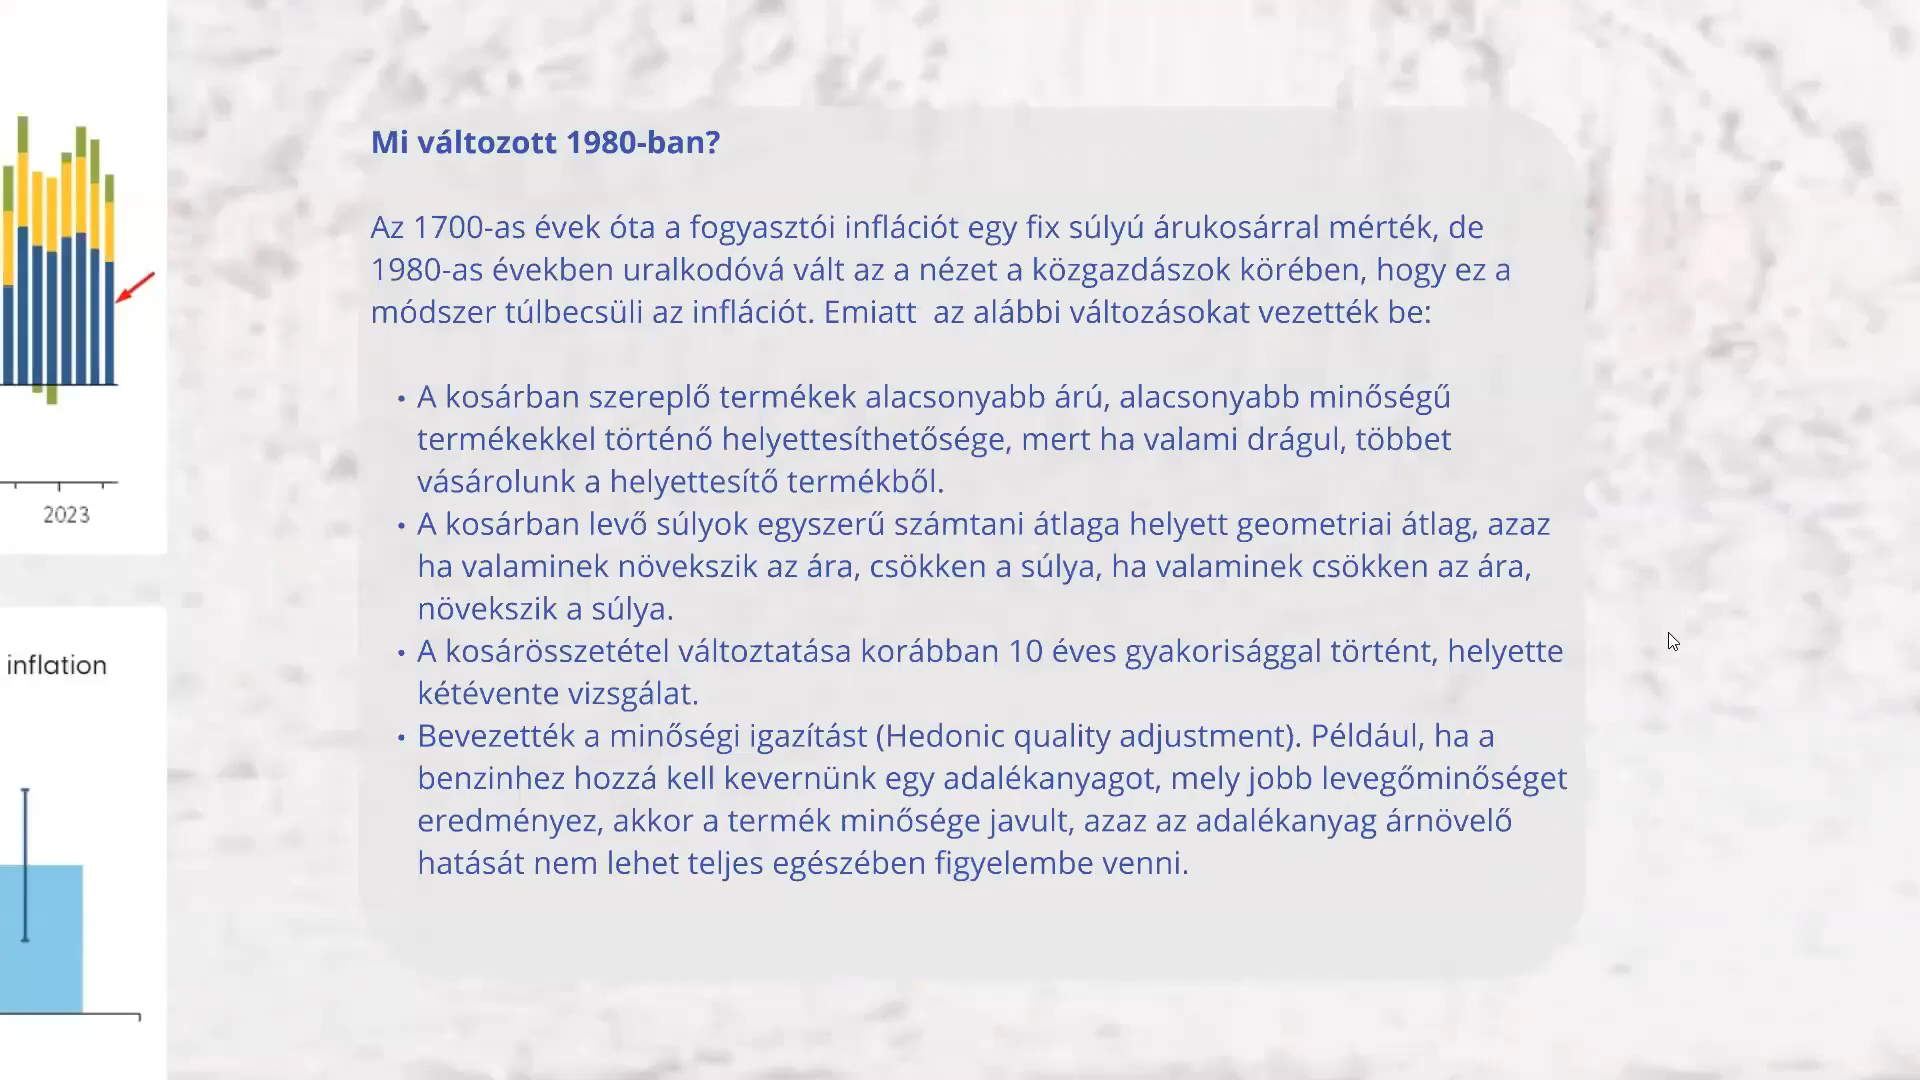 Mi változott 1980-ban?
Az 1700-as évek óta a fogyasztói inflációt egy fix súlyú árukosárral mérték, de
1980-as években uralkodóvá vált az a nézet a közgazdászok körében, hogy ez a
módszer túlbecsüli az inflációt. Emiatt  az alábbi változásokat vezették be:
• A kosárban szereplő termékek alacsonyabb árú, alacsonyabb minőségű
termékekkel történő helyettesíthetősége, mert ha valami drágul, többet
vásárolunk a helyettesítő termékből.
• A kosárban levő súlyok egyszerű számtani átlaga helyett geometriai átlag, azaz
ha valaminek növekszik az ára, csökken a súlya, ha valaminek csökken az ára,
növekszik a súlya.
• A kosárösszetétel változtatása korábban 10 éves gyakorisággal történt, helyette
kétévente vizsgálat.
• Bevezették a minőségi igazítást (Hedonic quality adjustment). Például, ha a
benzinhez hozzá kell kevernünk egy adalékanyagot, mely jobb levegőminőséget
eredményez, akkor a termék minősége javult, azaz az adalékanyag árnövelő
hatását nem lehet teljes egészében figyelembe venni.
2023
inflation